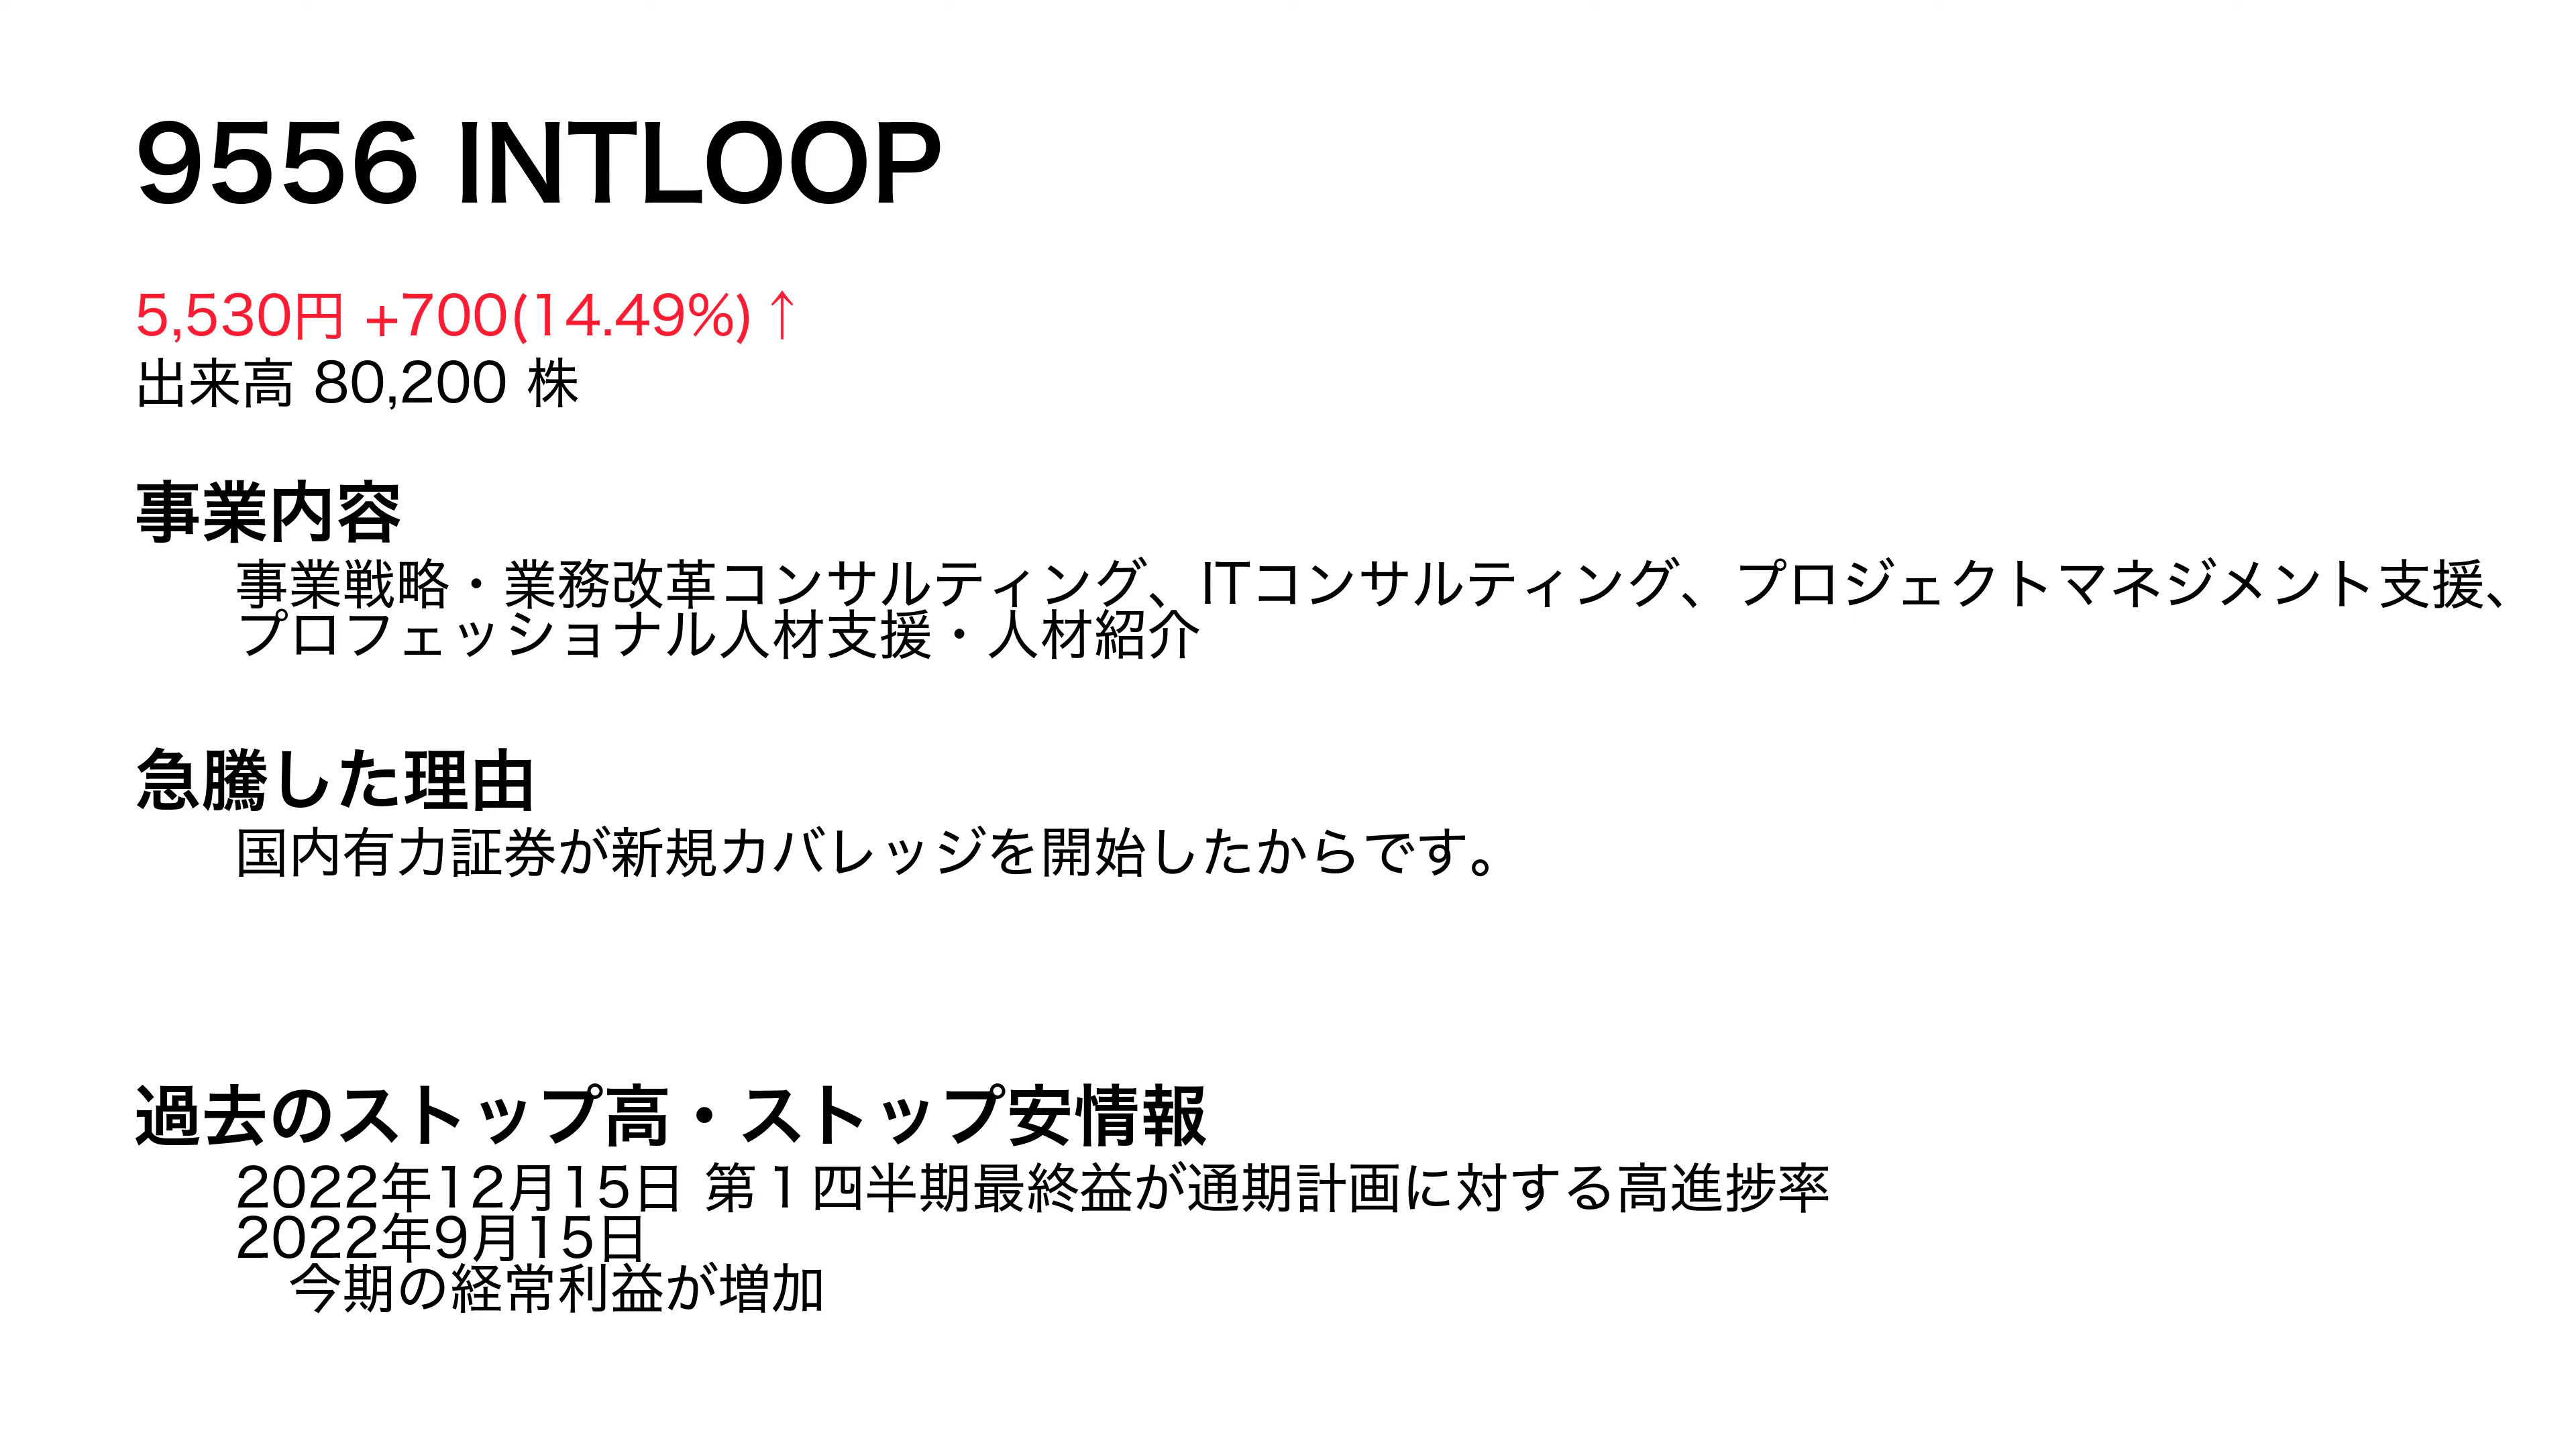 9556 INTLOOP
5,530円 +700(14.49%)↑
出来高 80,200 株
事業内容
事業戦略・業務改革コンサルティング、ITコンサルティング、プロジェクトマネジメント支援、
プロフェッショナル人材支援・人材紹介
急騰した理由
国内有力証券が新規カバレッジを開始したからです。
過去のストップ高・ストップ安情報
2022年12月15日 第１四半期最終益が通期計画に対する高進捗率
2022年9月15日
今期の経常利益が増加